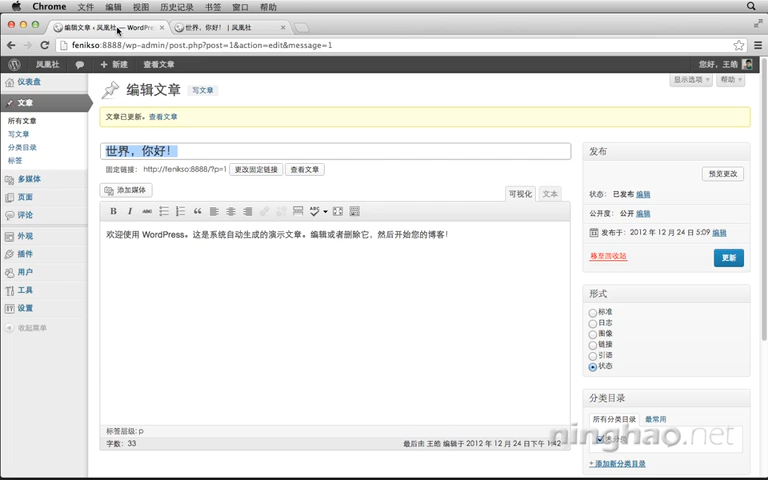 Chrome 文件 编辑 视图 历史记录 书签 窗口 帮助
编辑文章 ‹ 凤凰社 — WordPre
世界，你好！ | 凤凰社
fenikso:8888/wp-admin/post.php?post=1&action=edit&message=1
凤凰社 新建 查看文章 您好，王皓
显示选项 帮助
仪表盘
文章
所有文章
写文章
分类目录
标签
多媒体
页面
评论
外观
插件
用户
工具
设置
收起菜单
编辑文章 写文章
文章已更新。查看文章
世界，你好！
固定链接： http://fenikso:8888/?p=1 更改固定链接 查看文章
添加媒体
可视化 文本
B I ABC ABC
欢迎使用 WordPress。这是系统自动生成的演示文章。编辑或者删除它，然后开始您的博客！
标签层级: p
字数： 33
最后由 王皓 编辑于 2012 年 12 月 24 日下午 1:42
发布
预览更改
状态： 已发布 编辑
公开度： 公开 编辑
发布于： 2012 年 12 月 24 日 5:09 编辑
移至回收站
更新
形式
标准
日志
图像
链接
引语
状态
分类目录
所有分类目录 最常用
+ 添加新分类目录
ninghao.net